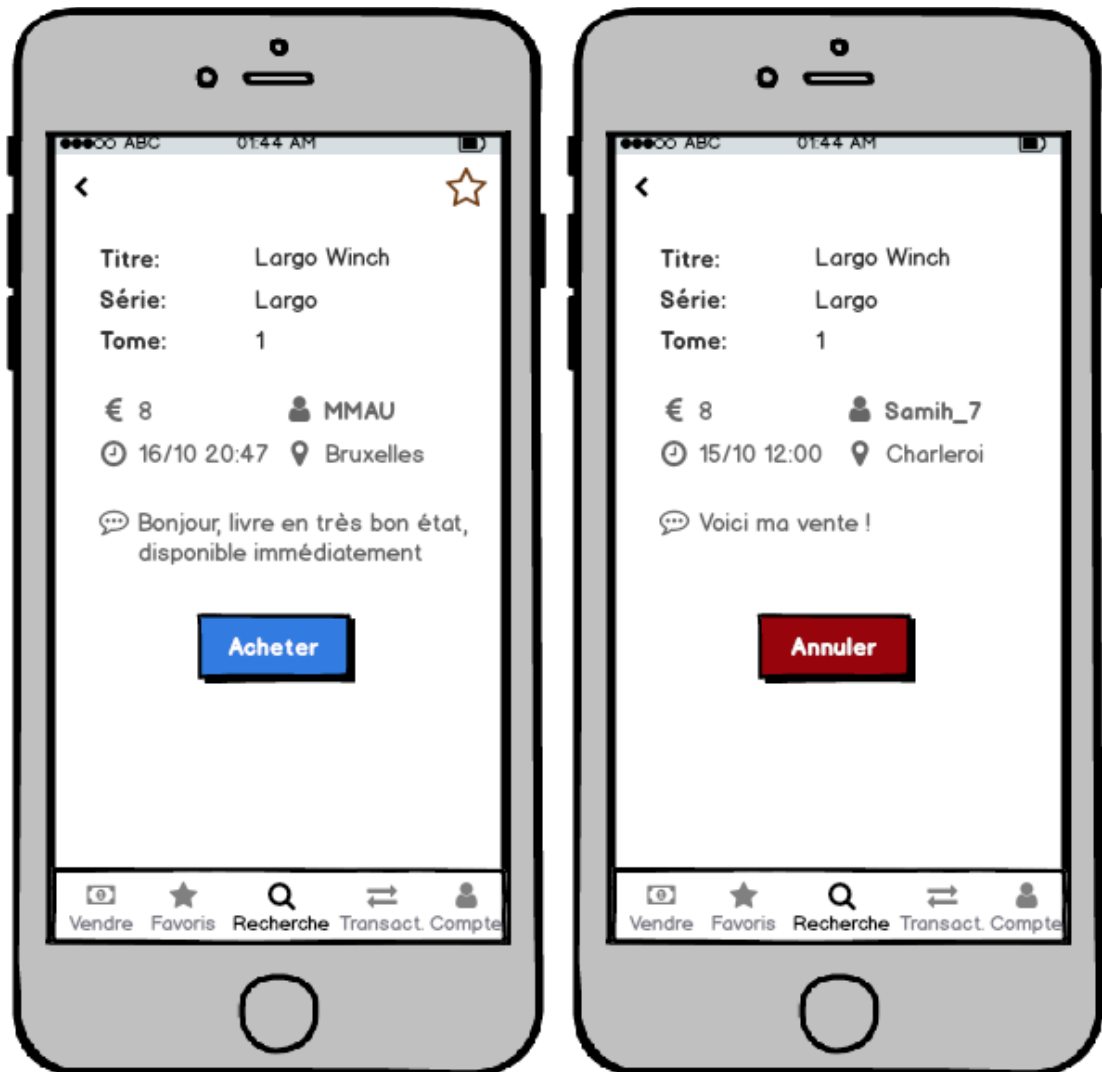 ABC 01:44 AM
Titre: Largo Winch
Série: Largo
Tome: 1
€ 8 MMAU
16/10 20:47 Bruxelles
Bonjour, livre en très bon état,
disponible immédiatement
Acheter
Vendre Favoris Recherche Transact. Compte
ABC 01:44 AM
Titre: Largo Winch
Série: Largo
Tome: 1
€ 8 Samih_7
15/10 12:00 Charleroi
Voici ma vente !
Annuler
Vendre Favoris Recherche Transact. Compte